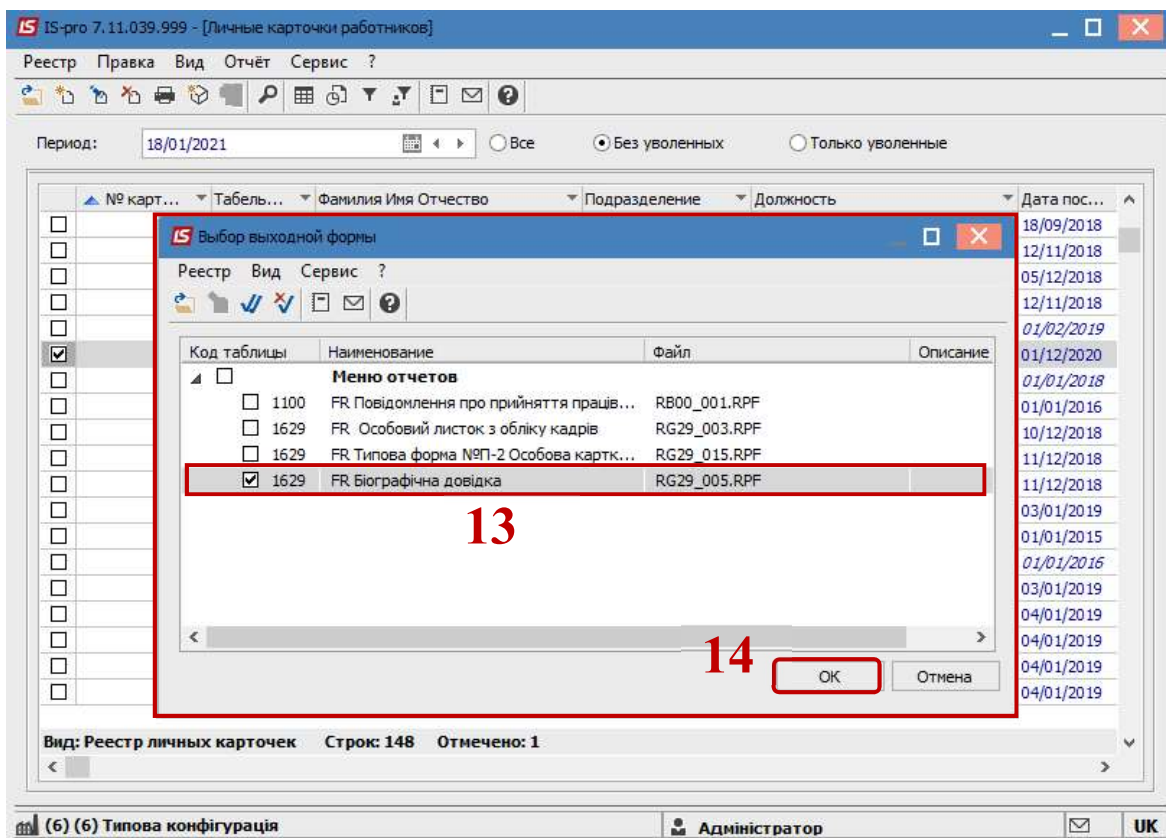 IS-pro 7.11.039.999 - [Личные карточки работников]
Реестр Правка Вид Отчёт Сервис ?
Период: 18/01/2021 Все Без уволенных Только уволенные
№ карт... Табель... Фамилия Имя Отчество Подразделение Должность Дата пос...
18/09/2018
12/11/2018
05/12/2018
12/11/2018
01/02/2019
01/12/2020
01/01/2018
01/01/2016
10/12/2018
11/12/2018
11/12/2018
03/01/2019
01/01/2015
01/01/2016
03/01/2019
04/01/2019
04/01/2019
04/01/2019
04/01/2019
Выбор выходной формы
Реестр Вид Сервис ?
Код таблицы Наименование Файл Описание
Меню отчетов
1100 FR Повідомлення про прийняття праців... RB00_001.RPF
1629 FR Особовий листок з обліку кадрів RG29_003.RPF
1629 FR Типова форма №П-2 Особова картк... RG29_015.RPF
1629 FR Біографічна довідка RG29_005.RPF
13
14
OK Отмена
Вид: Реестр личных карточек Строк: 148 Отмечено: 1
(6) (6) Типова конфігурація Адміністратор UK